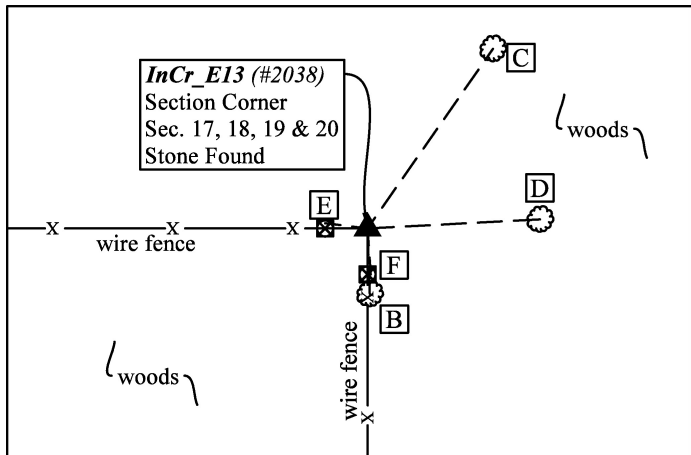 C
InCr_E13 (#2038)
Section Corner
Sec. 17, 18, 19 & 20
Stone Found
woods
D
E
x x x
wire fence
F
B
wire fence
woods
x